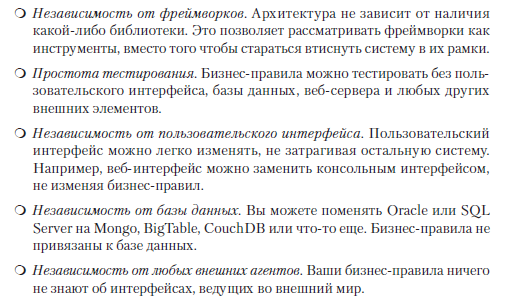 ❍ Независимость от фреймворков. Архитектура не зависит от наличия
какой-либо библиотеки. Это позволяет рассматривать фреймворки как
инструменты, вместо того чтобы стараться втиснуть систему в их рамки.
❍ Простота тестирования. Бизнес-правила можно тестировать без поль-
зовательского интерфейса, базы данных, веб-сервера и любых других
внешних элементов.
❍ Независимость от пользовательского интерфейса. Пользовательский
интерфейс можно легко изменять, не затрагивая остальную систему.
Например, веб-интерфейс можно заменить консольным интерфейсом,
не изменяя бизнес-правил.
❍ Независимость от базы данных. Вы можете поменять Oracle или SQL
Server на Mongo, BigTable, CouchDB или что-то еще. Бизнес-правила не
привязаны к базе данных.
❍ Независимость от любых внешних агентов. Ваши бизнес-правила ничего
не знают об интерфейсах, ведущих во внешний мир.